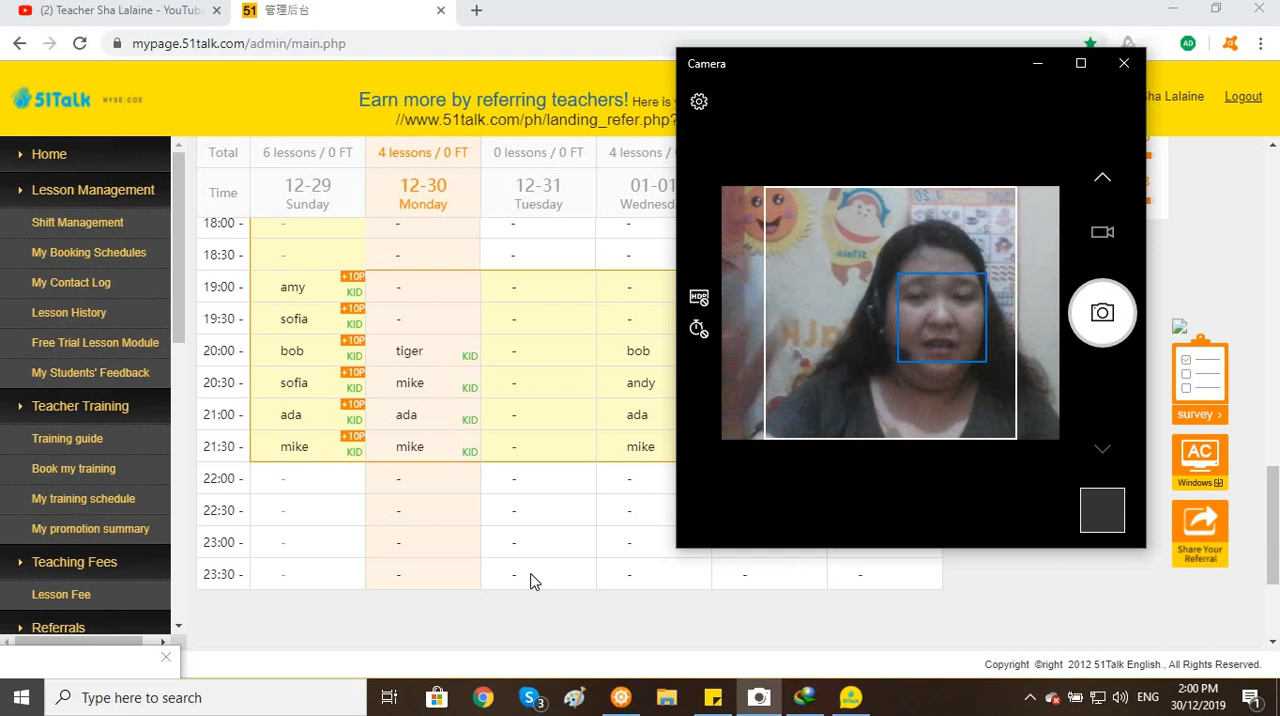 (2) Teacher Sha Lalaine - YouTub
51 管理后台
mypage.51talk.com/admin/main.php
AD
51Talk NYSE:COE
Earn more by referring teachers! Here is y
//www.51talk.com/ph/landing_refer.php?
Sha Lalaine Logout
Camera
Home
Lesson Management
Shift Management
My Booking Schedules
My Contact Log
Lesson History
Free Trial Lesson Module
My Students' Feedback
Teacher Training
Training guide
Book my training
My training schedule
My promotion summary
Teaching Fees
Lesson Fee
Referrals
Total 6 lessons / 0 FT 4 lessons / 0 FT 0 lessons / 0 FT 4 lessons / 0
Time 12-29 12-30 12-31 01-01
Sunday Monday Tuesday Wednesd
18:00 - - - - -
18:30 - - - - -
19:00 - amy +10P KID - - -
19:30 - sofia +10P KID - - -
20:00 - bob +10P KID tiger KID - bob
20:30 - sofia +10P KID mike KID - andy
21:00 - ada +10P KID ada KID - ada
21:30 - mike +10P KID mike KID - mike
22:00 - - - - -
22:30 - - - - -
23:00 - - - - -
23:30 - - - - - - -
HDR
51Talk
survey >
AC
Windows
Share Your
Referral
Copyright ©right 2012 51Talk English., All Rights Reserved.
Type here to search
3
ENG
2:00 PM
30/12/2019
1